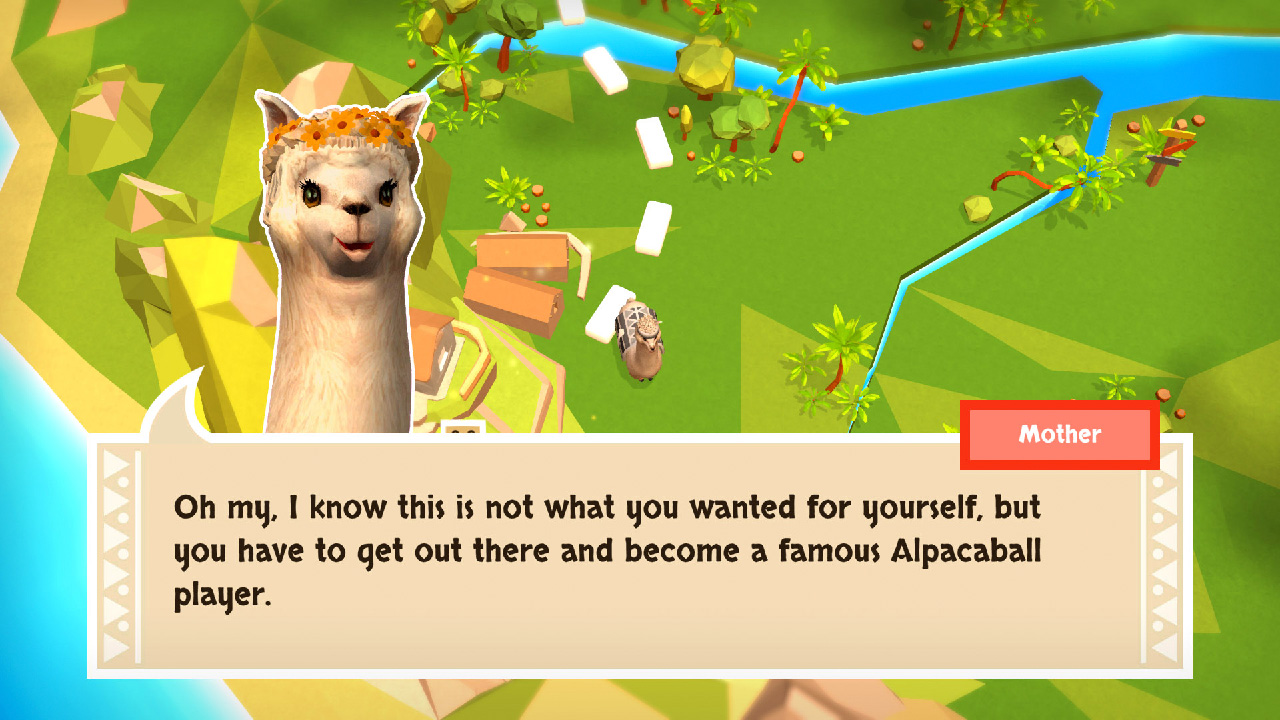 Mother
Oh my, I know this is not what you wanted for yourself, but
you have to get out there and become a famous Alpacaball
player.